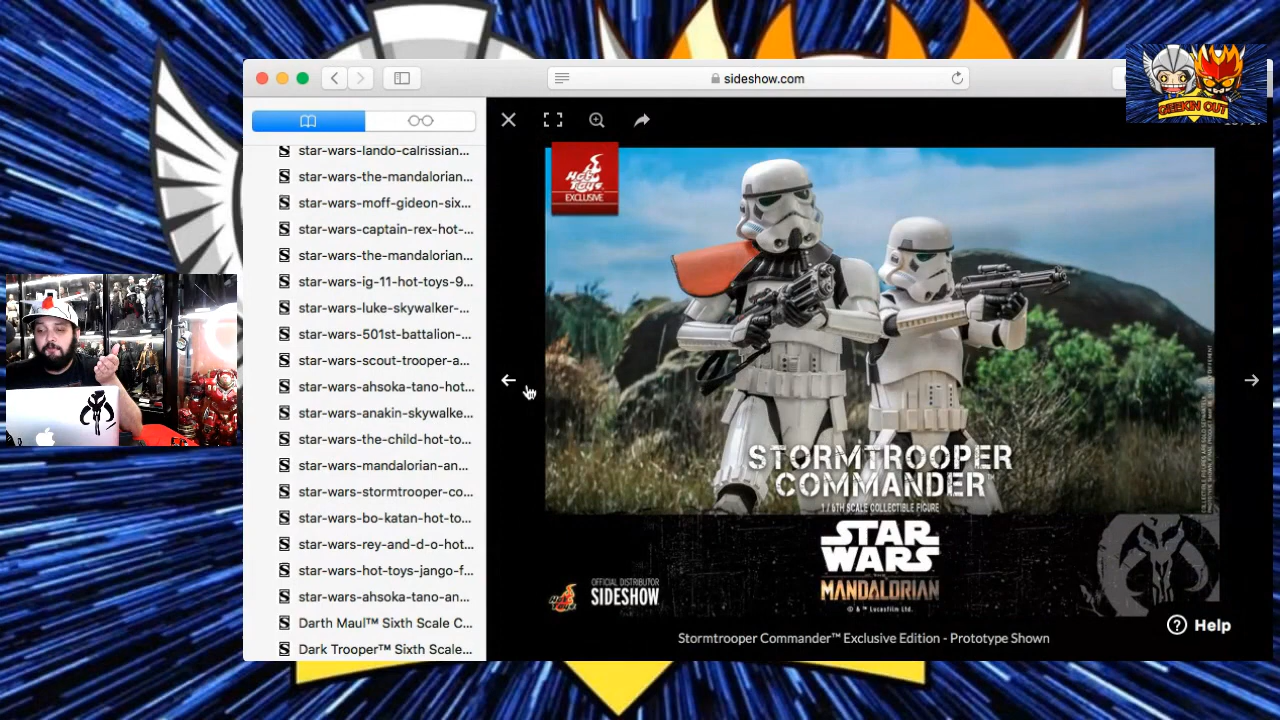 sideshow.com
GEEKIN OUT
star-wars-lando-calrissian...
star-wars-the-mandalorian...
star-wars-moff-gideon-six...
star-wars-captain-rex-hot-...
star-wars-the-mandalorian...
star-wars-ig-11-hot-toys-9...
star-wars-luke-skywalker-...
star-wars-501st-battalion-...
star-wars-scout-trooper-a...
star-wars-ahsoka-tano-hot...
star-wars-anakin-skywalke...
star-wars-the-child-hot-to...
star-wars-mandalorian-an...
star-wars-stormtrooper-co...
star-wars-bo-katan-hot-to...
star-wars-rey-and-d-o-hot...
star-wars-hot-toys-jango-f...
star-wars-ahsoka-tano-an...
Darth Maul™ Sixth Scale C...
Dark Trooper™ Sixth Scale...
Hot Toys
EXCLUSIVE
STORMTROOPER
COMMANDER™
1/6TH SCALE COLLECTIBLE FIGURE
STAR
WARS
MANDALORIAN
© & ™ Lucasfilm Ltd.
Hot Toys
OFFICIAL DISTRIBUTOR
SIDESHOW
Help
Stormtrooper Commander™ Exclusive Edition - Prototype Shown